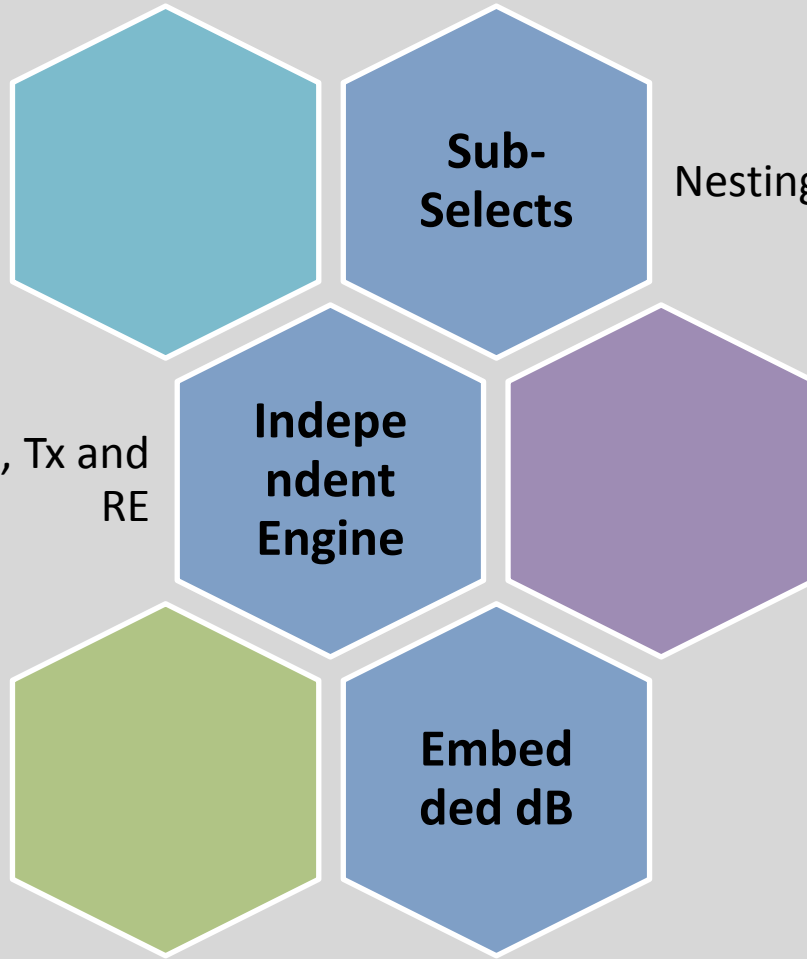 Sub-
Selects
Nesting
, Tx and
RE
Indepe
ndent
Engine
Embed
ded dB